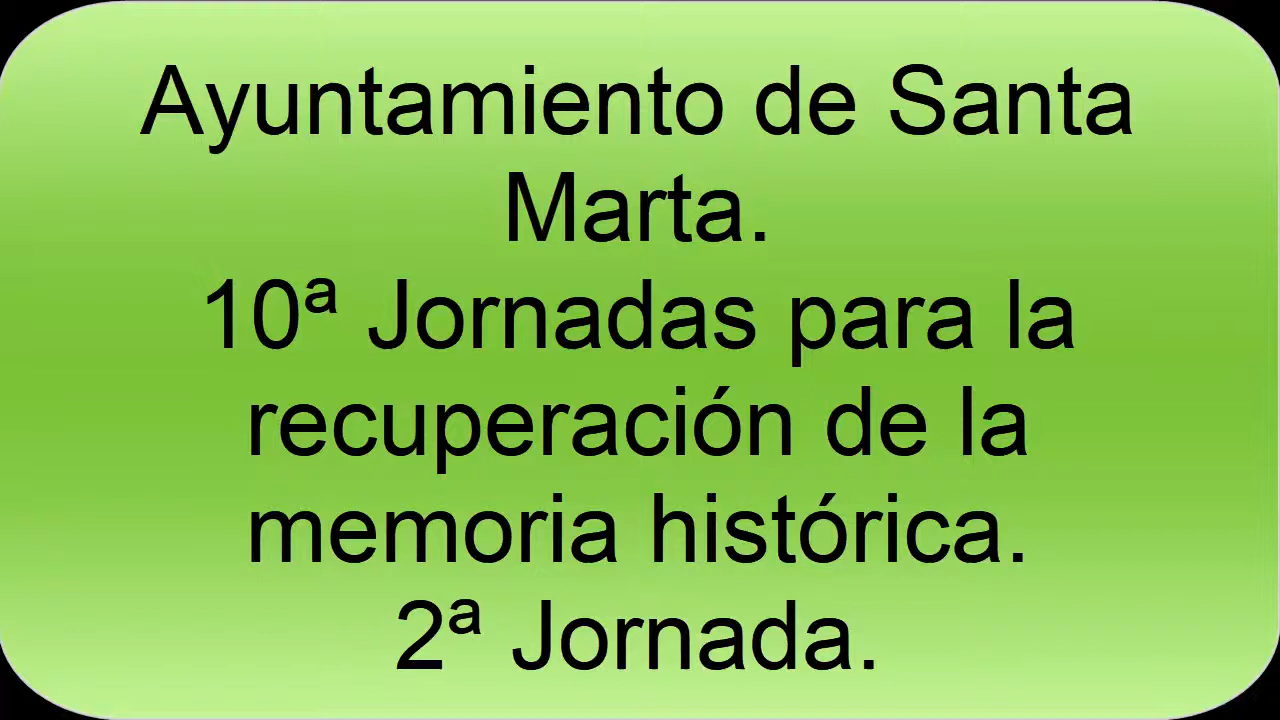 Ayuntamiento de Santa
Marta.
10ª Jornadas para la
recuperación de la
memoria histórica.
2ª Jornada.